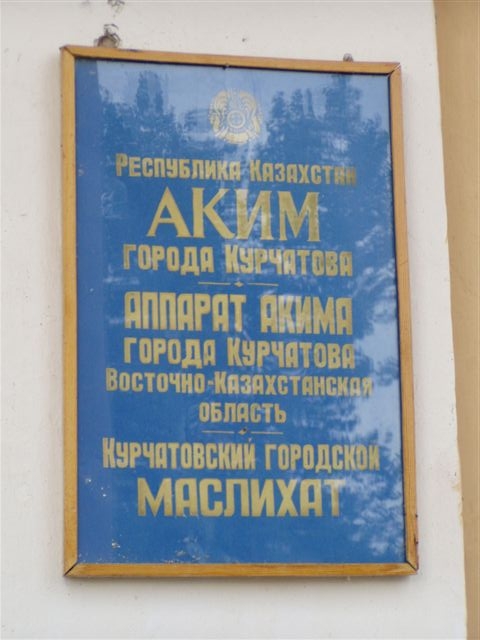 Республика Казахстан
АКИМ
ГОРОДА КУРЧАТОВА
АППАРАТ АКИМА
ГОРОДА КУРЧАТОВА
Восточно-Казахстанская
ОБЛАСТЬ
Курчатовский городской
МАСЛИХАТ